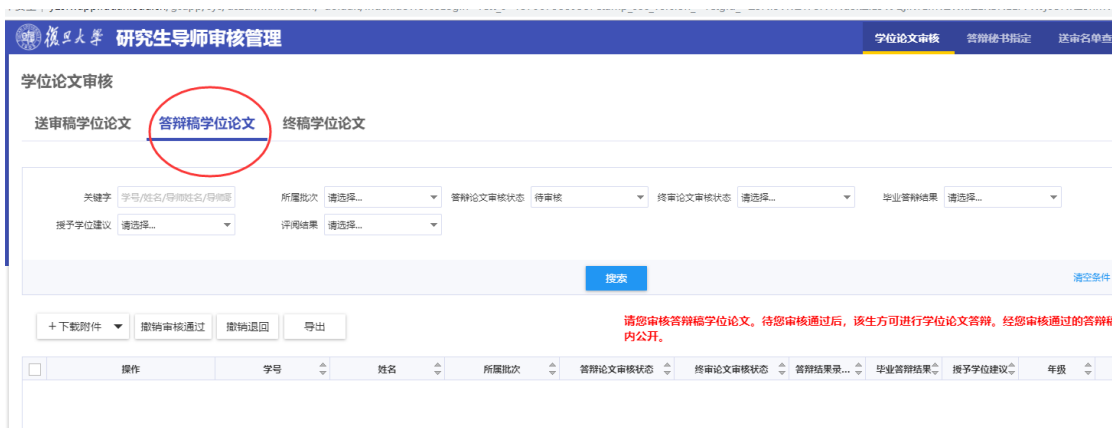 復旦大學 研究生导师审核管理 学位论文审核 答辩秘书指定 送审名单查
学位论文审核
送审稿学位论文 答辩稿学位论文 终稿学位论文
关键字 学号/姓名/导师姓名/导师 所属批次 请选择... 答辩论文审核状态 待审核 终审论文审核状态 请选择... 毕业答辩结果 请选择...
授予学位建议 请选择... 评阅结果 请选择...
搜索 清空条件
+下载附件 撤销审核通过 撤销退回 导出 请您审核答辩稿学位论文。待您审核通过后，该生方可进行学位论文答辩。经您审核通过的答辩稿
内公开。
操作 学号 姓名 所属批次 答辩论文审核状态 终审论文审核状态 答辩结果录... 毕业答辩结果 授予学位建议 年级